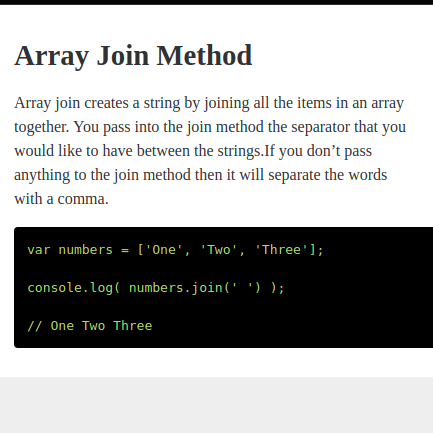 Array Join Method
Array join creates a string by joining all the items in an array
together. You pass into the join method the separator that you
would like to have between the strings.If you don’t pass
anything to the join method then it will separate the words
with a comma.
var numbers = ['One', 'Two', 'Three'];
console.log( numbers.join(' ') );
// One Two Three